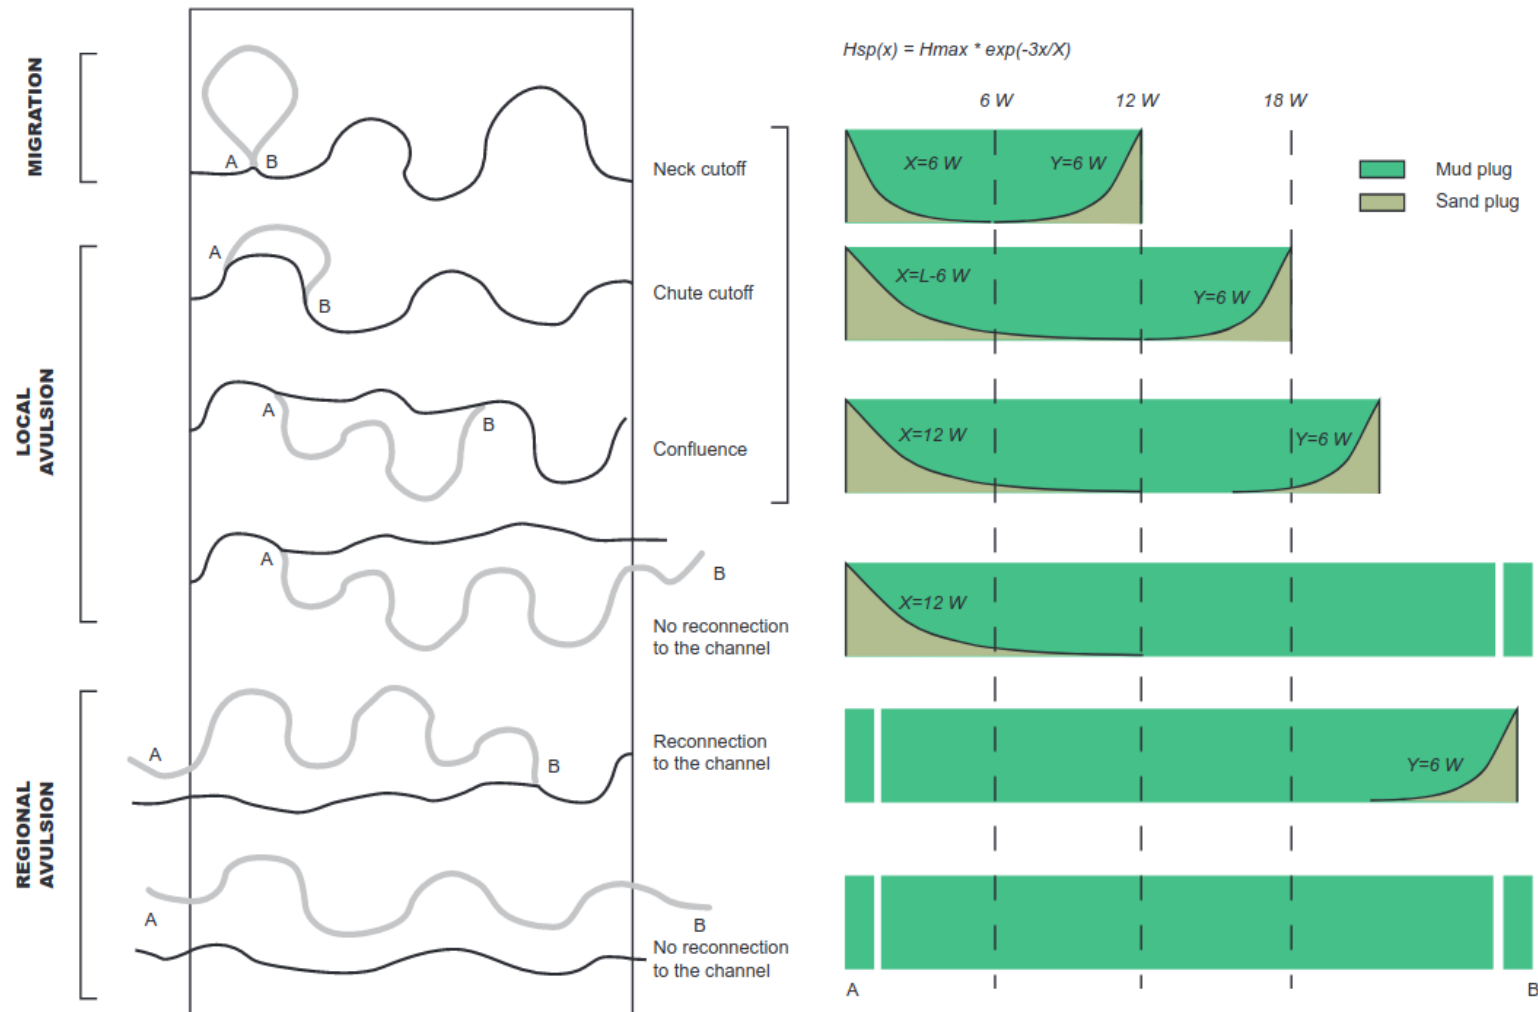 MIGRATION
A
B
Neck cutoff
LOCAL
AVULSION
A
B
Chute cutoff
A
B
Confluence
A
B
No reconnection
to the channel
REGIONAL
AVULSION
A
B
Reconnection
to the channel
A
B
No reconnection
to the channel
Hsp(x) = Hmax * exp(-3x/X)
6 W
12 W
18 W
X=6 W
Y=6 W
Mud plug
Sand plug
X=L-6 W
Y=6 W
X=12 W
Y=6 W
X=12 W
Y=6 W
A
B